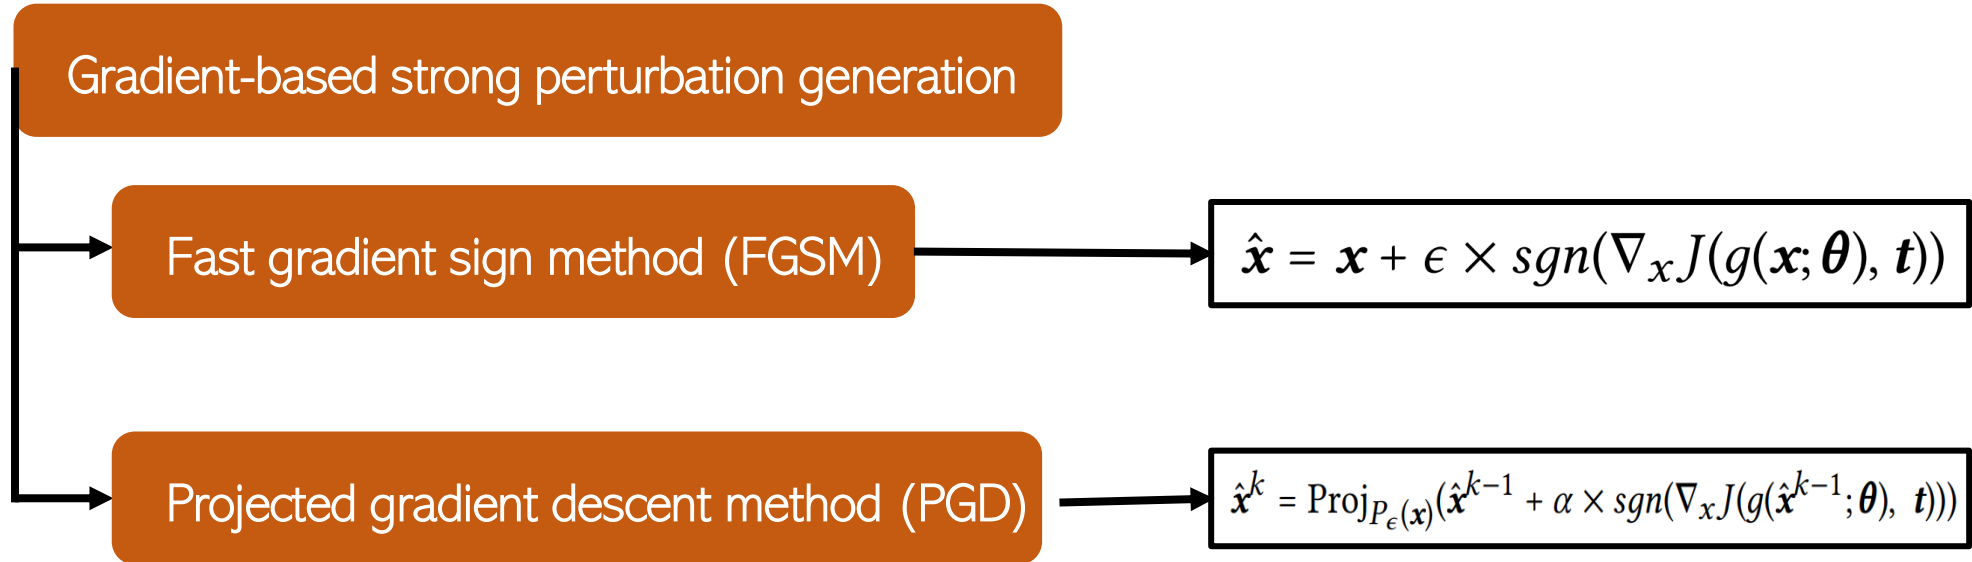 Gradient-based strong perturbation generation
Fast gradient sign method (FGSM)
x̂ = x + ϵ × sgn(∇ₓJ(g(x; θ), t))
Projected gradient descent method (PGD)
x̂ᵏ = Proj_{P_ϵ(x)}(x̂ᵏ⁻¹ + α × sgn(∇ₓJ(g(x̂ᵏ⁻¹; θ), t)))